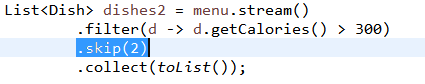 List<Dish> dishes2 = menu.stream()
.filter(d -> d.getCalories() > 300)
.skip(2)
.collect(toList());